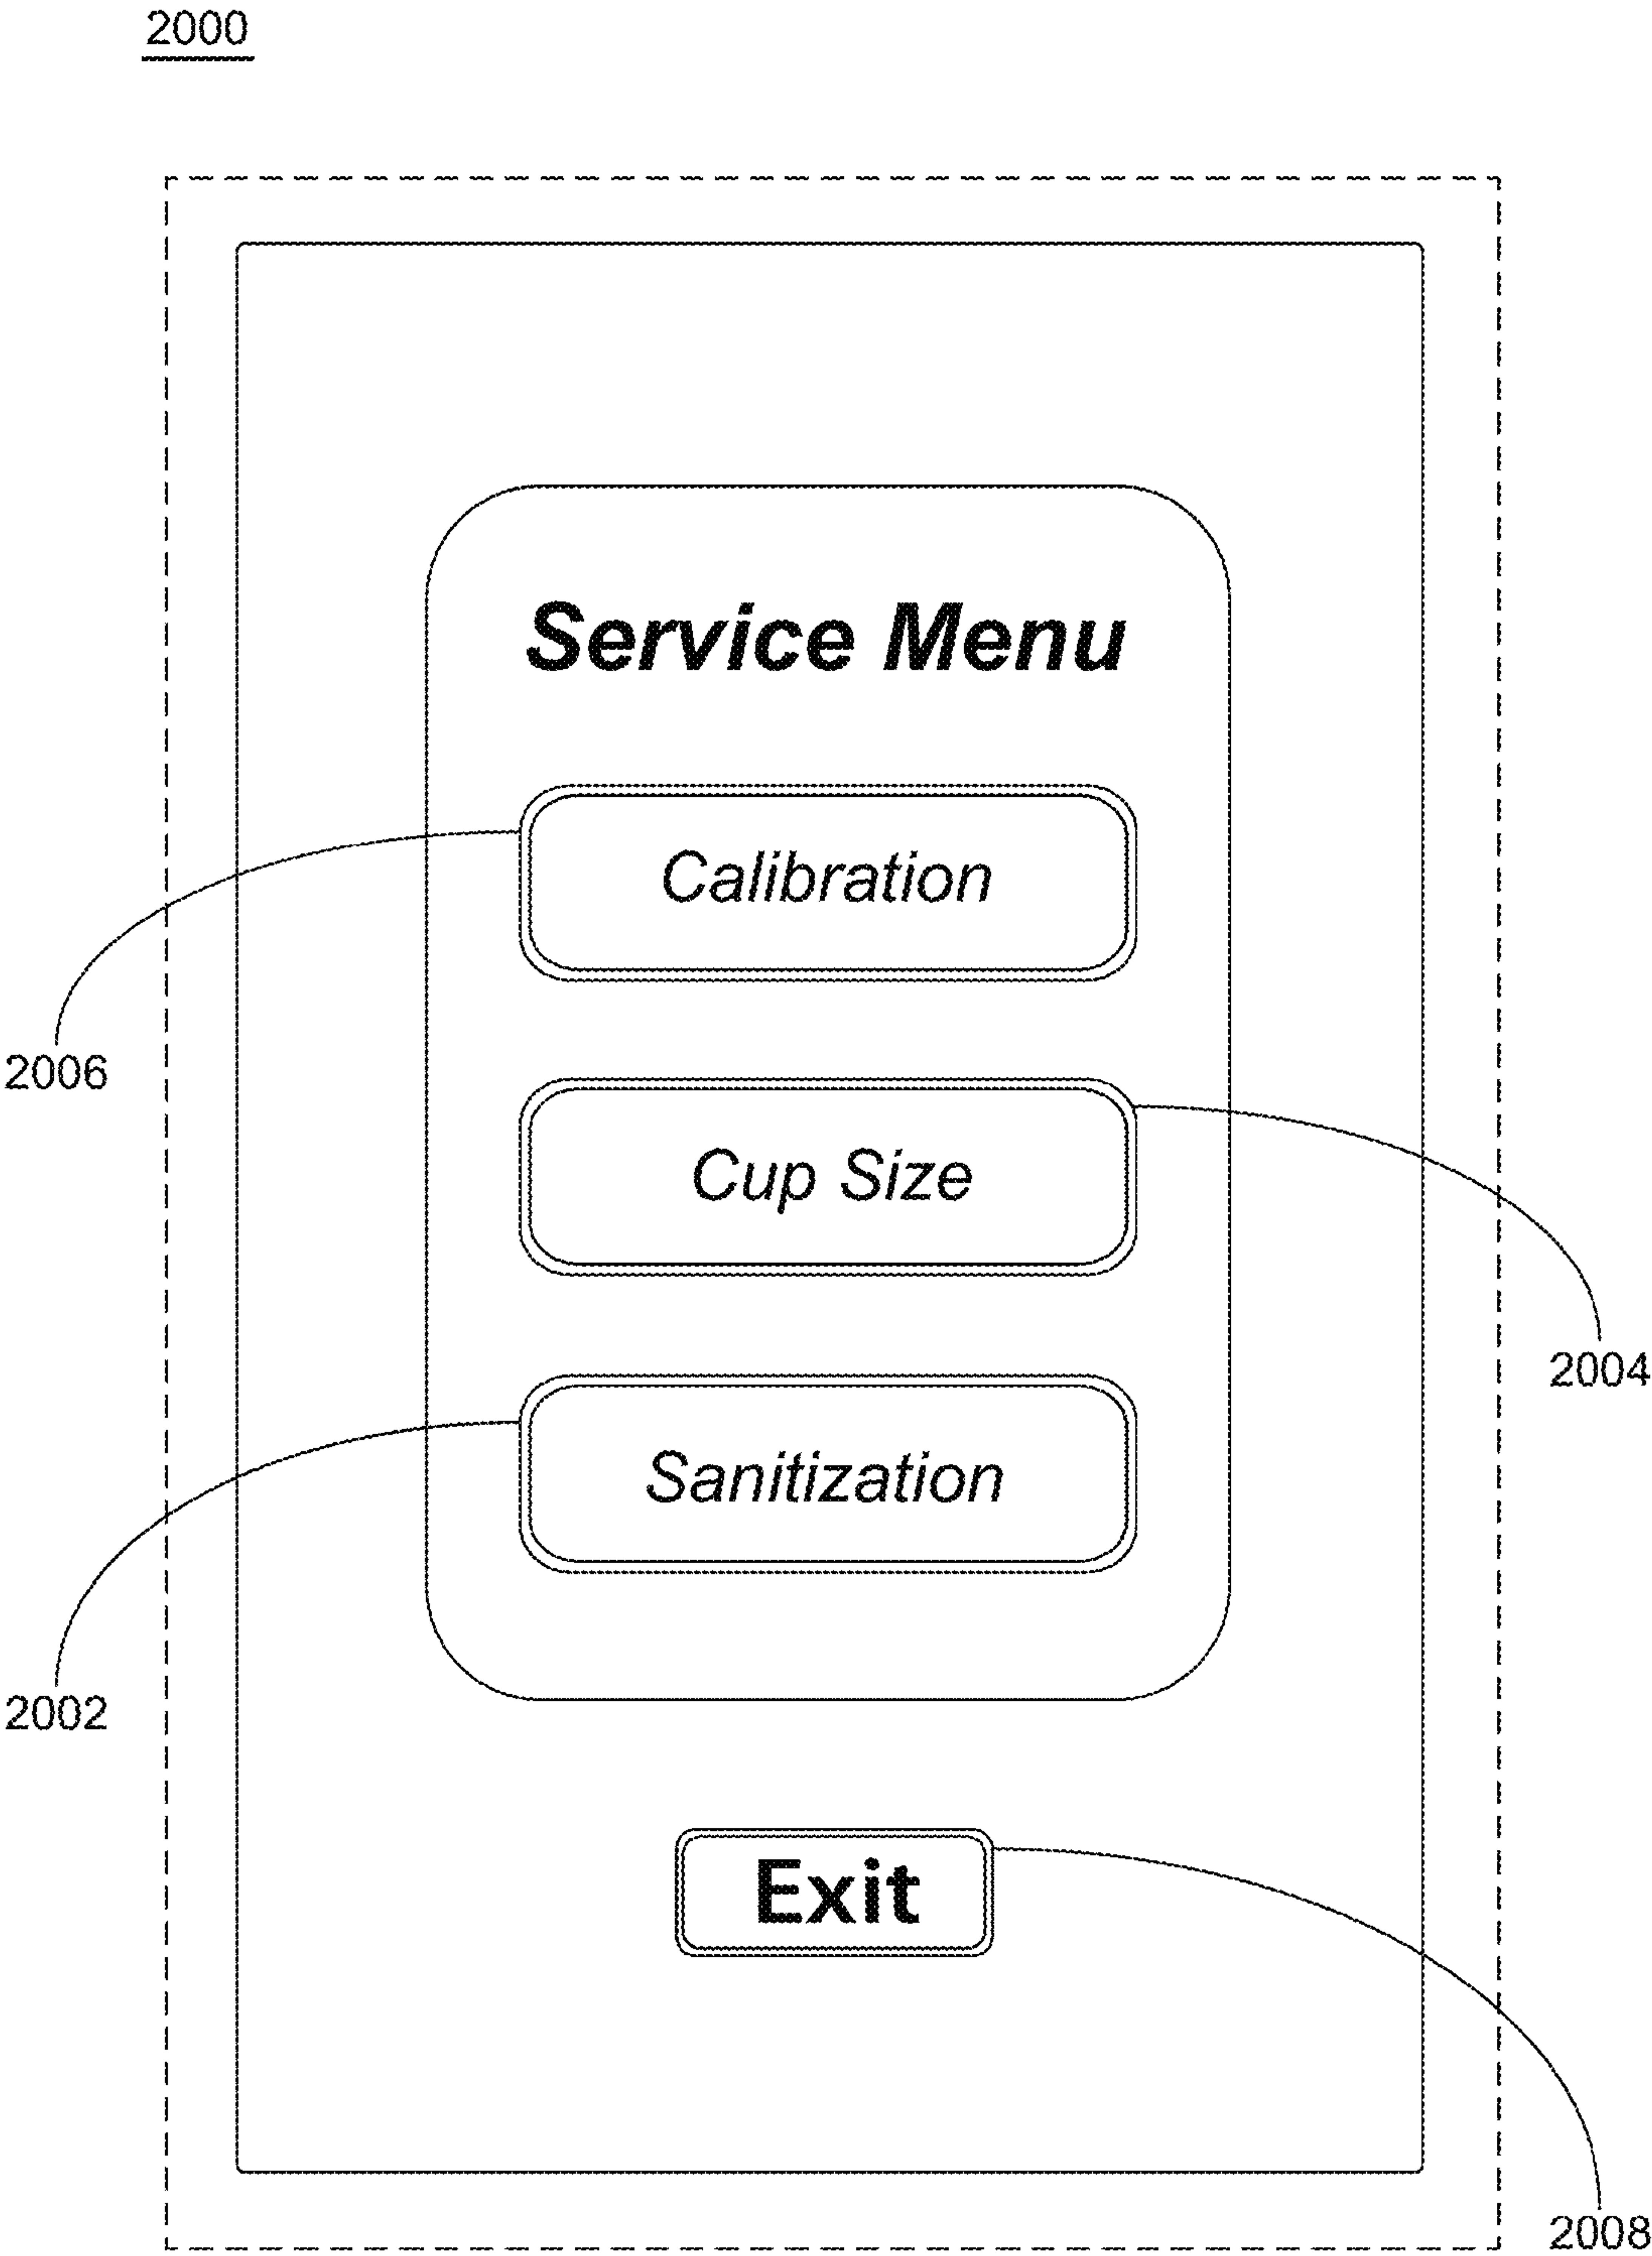 2000
Service Menu
Calibration
2006
Cup Size
2004
Sanitization
2002
Exit
2008